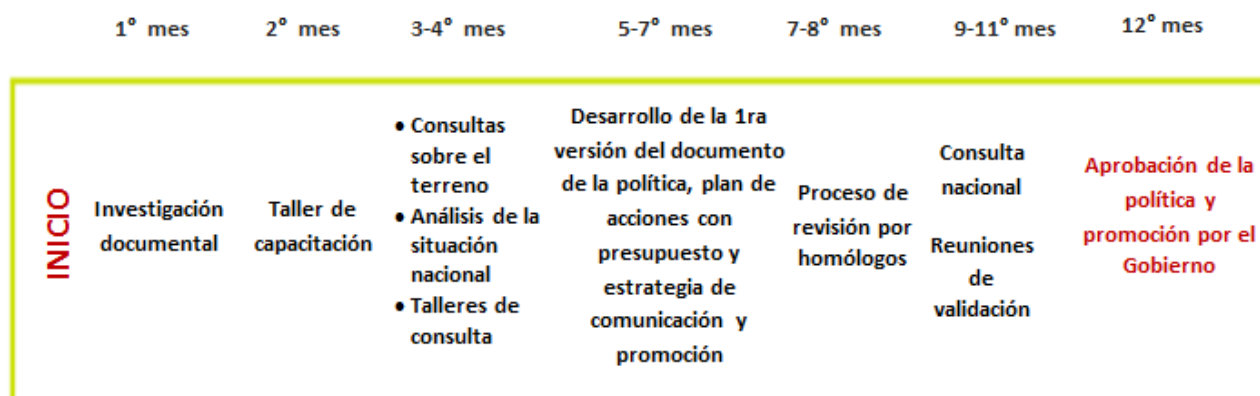 1° mes
2° mes
3-4° mes
5-7° mes
7-8° mes
9-11° mes
12° mes
INICIO
Investigación
documental
Taller de
capacitación
• Consultas
sobre el
terreno
• Análisis de la
situación
nacional
• Talleres de
consulta
Desarrollo de la 1ra
versión del documento
de la política, plan de
acciones con
presupuesto y
estrategia de
comunicación y
promoción
Proceso de
revisión por
homólogos
Consulta
nacional
Reuniones
de
validación
Aprobación de la
política y
promoción por el
Gobierno